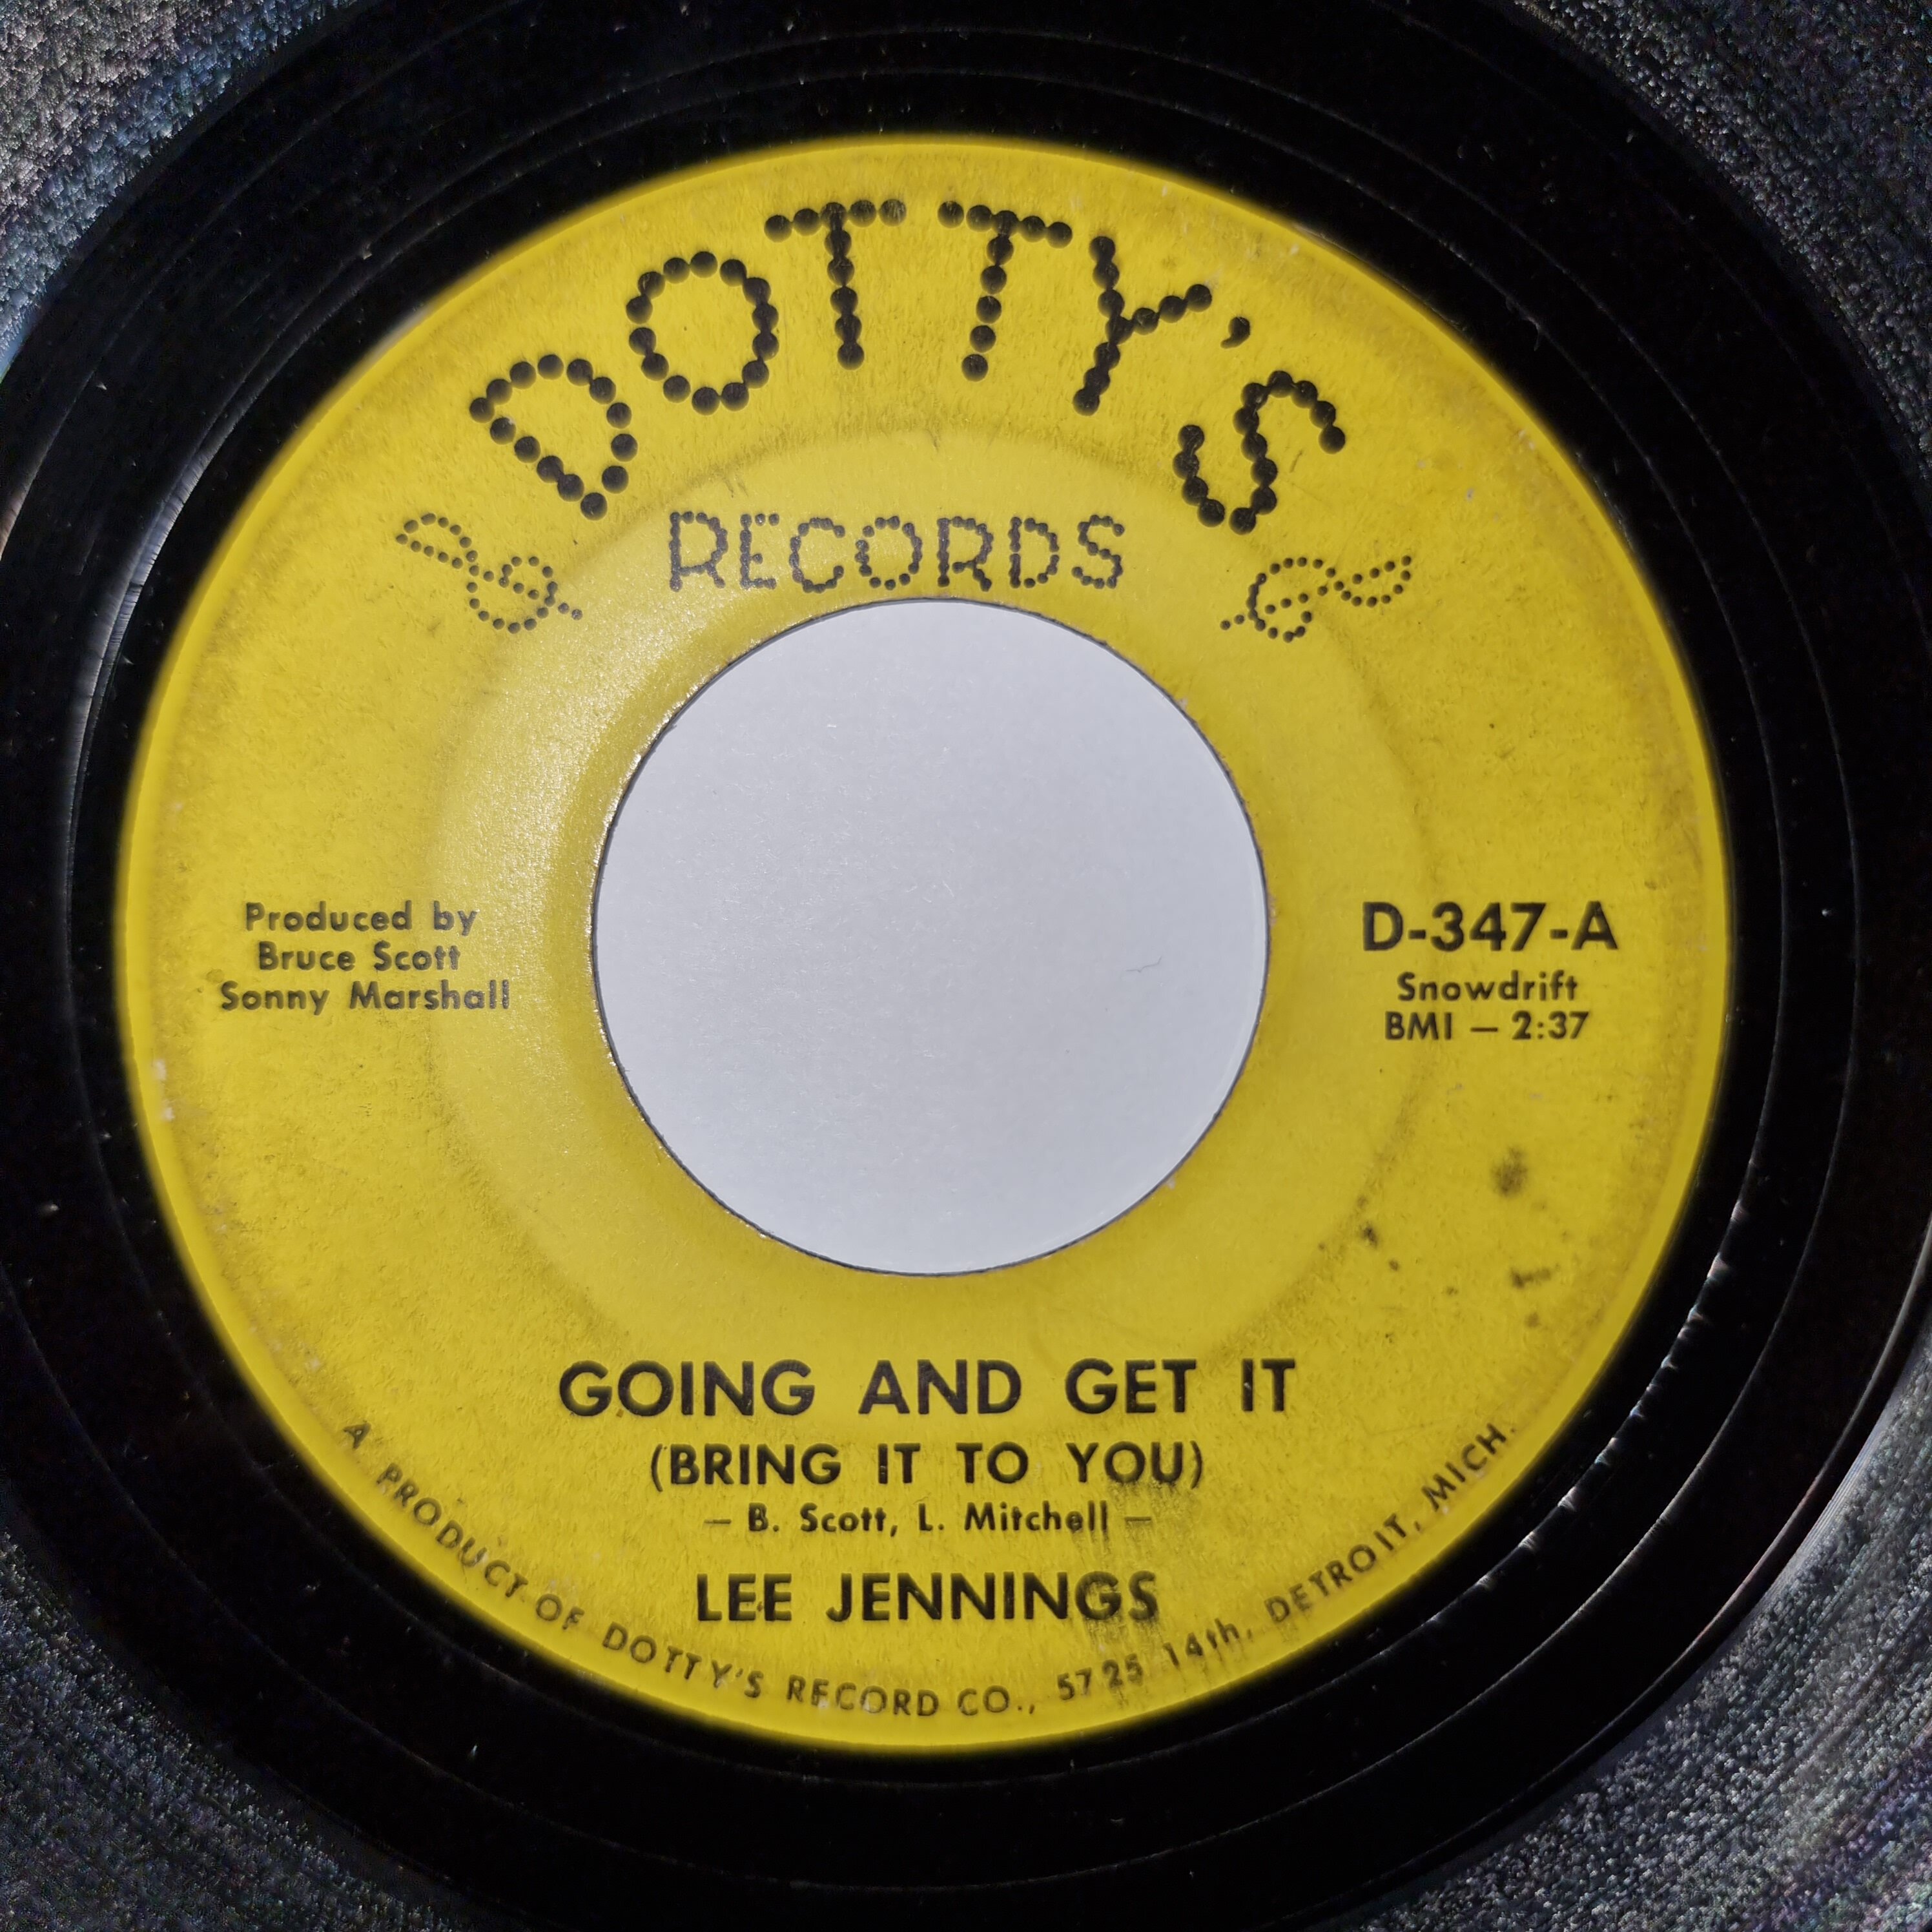 DOTTY'S
RECORDS
Produced by
Bruce Scott
Sonny Marshall
D-347-A
Snowdrift
BMI — 2:37
GOING AND GET IT
(BRING IT TO YOU)
— B. Scott, L. Mitchell —
LEE JENNINGS
A PRODUCT OF DOTTY'S RECORD CO., 5725 14th, DETROIT, MICH.